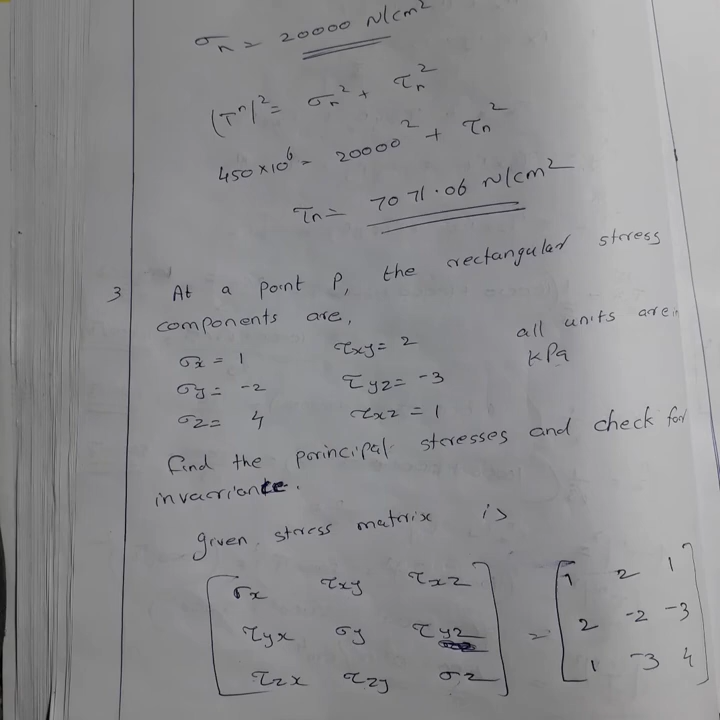 σn = 20000 N/cm²
(Tⁿ)² = σn² + τn²
450×10⁶ = 20000² + τn²
τn = 7071.06 N/cm²
3 At a point P, the rectangular stress
components are,
σx = 1 τxy = 2 all units are
σy = -2 τyz = -3 kPa
σz = 4 τxz = 1
find the principal stresses and check for
invariance.
given stress matrix is
[σx τxy τxz] [1 2 1]
[τyx σy τyz] = [2 -2 -3]
[τzx τzy σz] [1 -3 4]